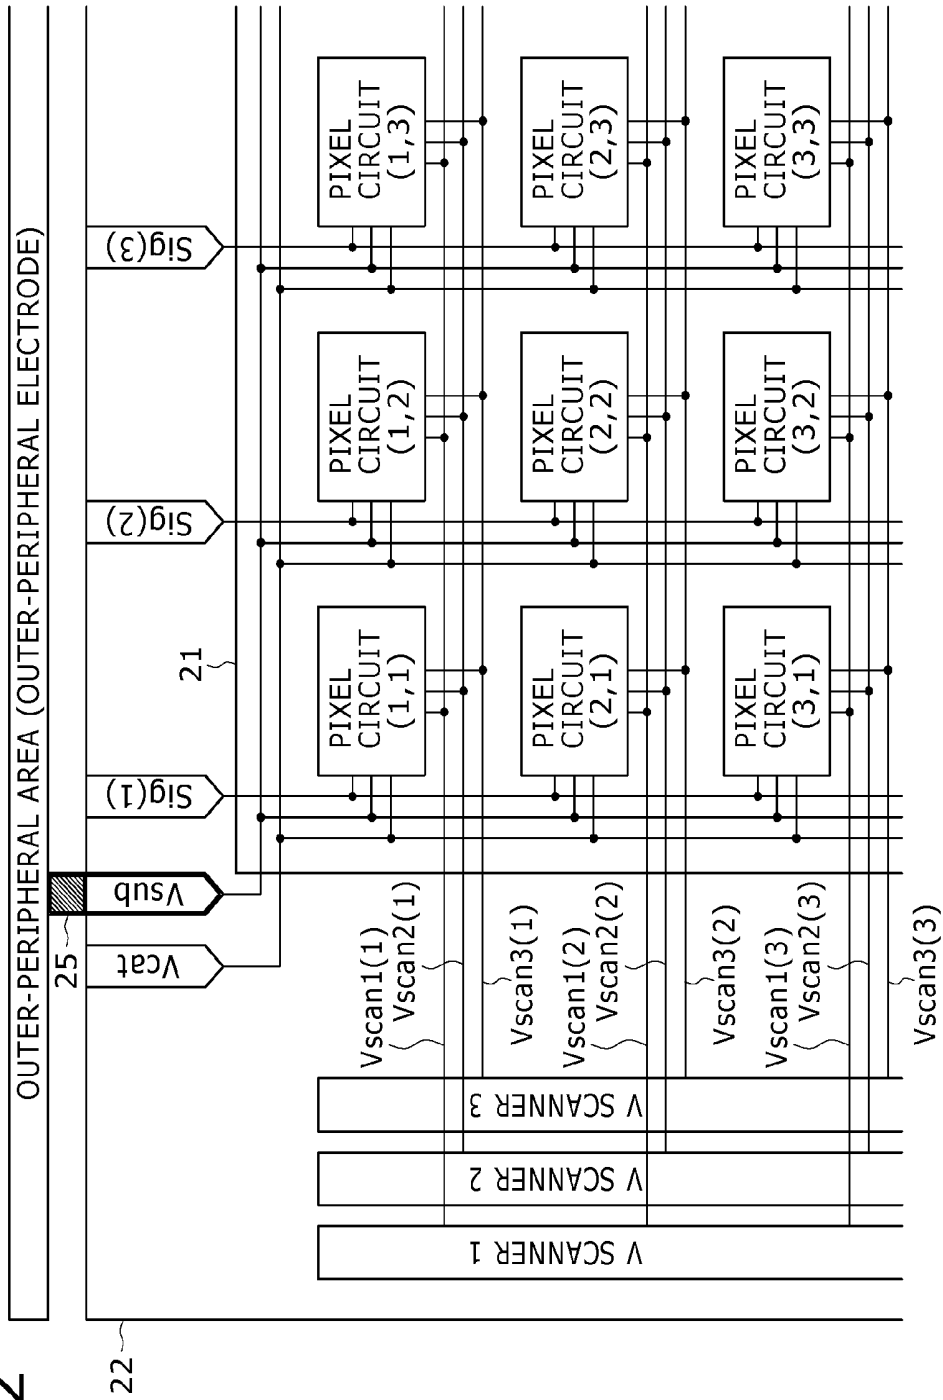 2
OUTER-PERIPHERAL AREA (OUTER-PERIPHERAL ELECTRODE)
22
25
21
Vcat
Vsub
Sig(1)
Sig(2)
Sig(3)
V SCANNER 1
V SCANNER 2
V SCANNER 3
Vscan1(1)
Vscan2(1)
Vscan3(1)
PIXEL
CIRCUIT
(1,1)
PIXEL
CIRCUIT
(1,2)
PIXEL
CIRCUIT
(1,3)
Vscan1(2)
Vscan2(2)
Vscan3(2)
PIXEL
CIRCUIT
(2,1)
PIXEL
CIRCUIT
(2,2)
PIXEL
CIRCUIT
(2,3)
Vscan1(3)
Vscan2(3)
Vscan3(3)
PIXEL
CIRCUIT
(3,1)
PIXEL
CIRCUIT
(3,2)
PIXEL
CIRCUIT
(3,3)